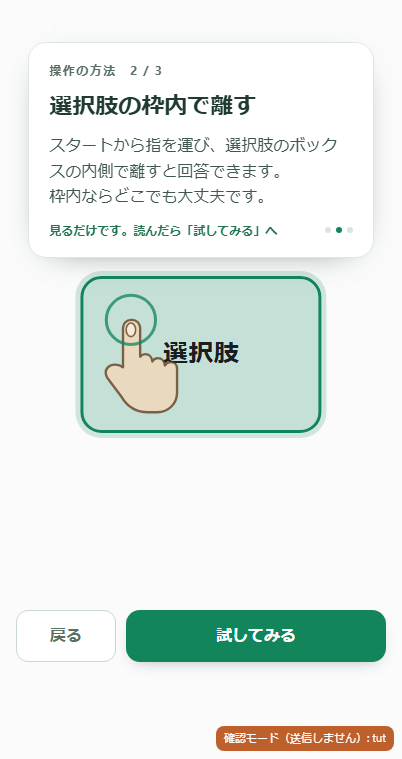 操作の方法 2 / 3
選択肢の枠内で離す
スタートから指を運び、選択肢のボック
スの内側で離すと回答できます。
枠内ならどこでも大丈夫です。
見るだけです。読んだら「試してみる」へ
選択肢
戻る
試してみる
確認モード（送信しません）: tut